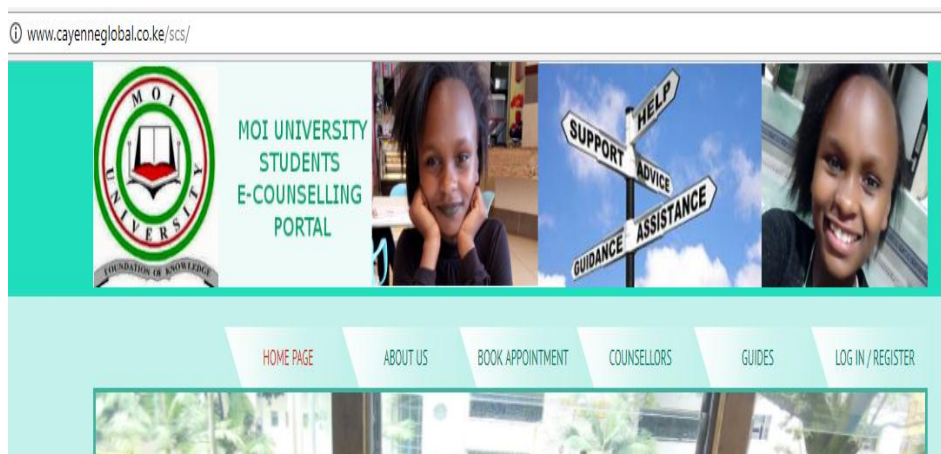 www.cayenneglobal.co.ke/scs/
MOI UNIVERSITY
FOUNDATION OF KNOWLEDGE
MOI UNIVERSITY
STUDENTS
E-COUNSELLING
PORTAL
HELP
SUPPORT
ADVICE
ASSISTANCE
GUIDANCE
HOME PAGE
ABOUT US
BOOK APPOINTMENT
COUNSELLORS
GUIDES
LOG IN / REGISTER